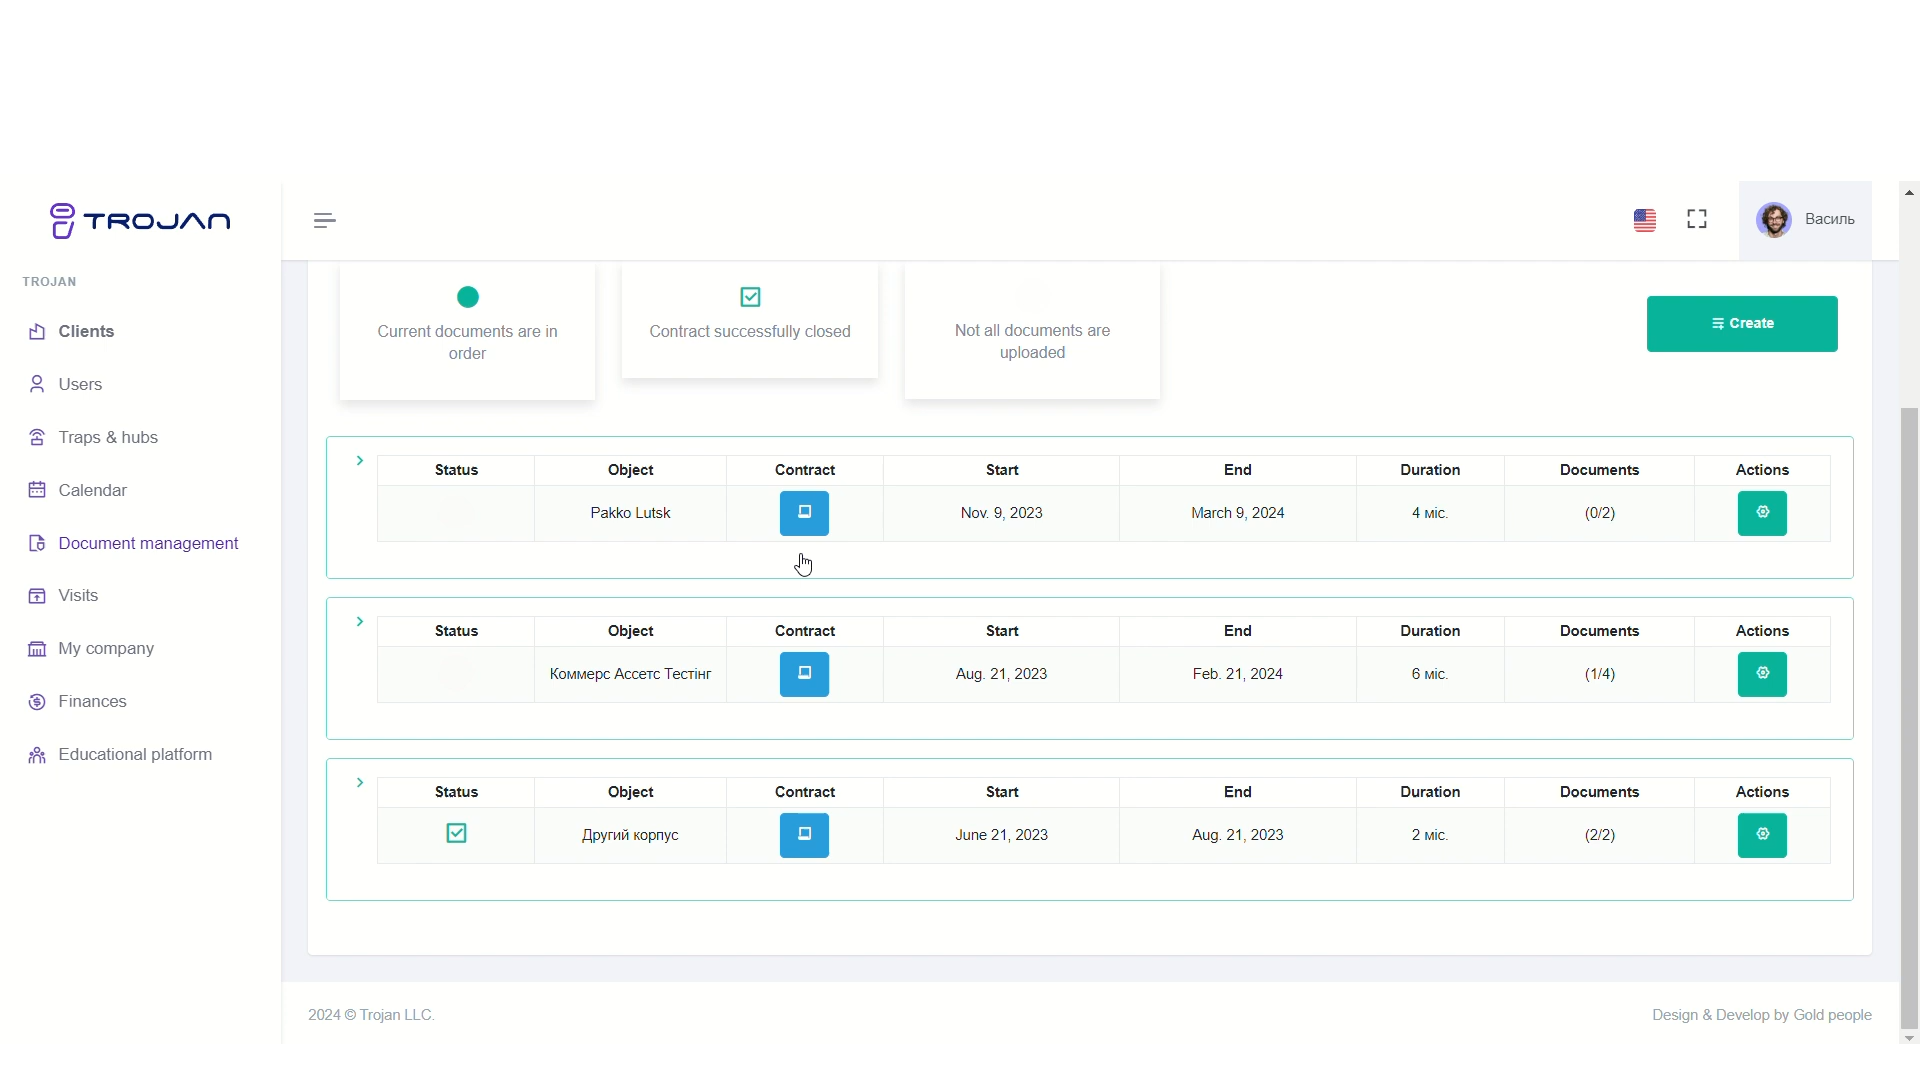 TROJAN
Василь
TROJAN
Clients
Users
Traps & hubs
Calendar
Document management
Visits
My company
Finances
Educational platform
Current documents are in
order
Contract successfully closed
Not all documents are
uploaded
Create
Status Object Contract Start End Duration Documents Actions
Pakko Lutsk Nov. 9, 2023 March 9, 2024 4 міс. (0/2)
Status Object Contract Start End Duration Documents Actions
Коммерс Ассетс Тестінг Aug. 21, 2023 Feb. 21, 2024 6 міс. (1/4)
Status Object Contract Start End Duration Documents Actions
Другий корпус June 21, 2023 Aug. 21, 2023 2 міс. (2/2)
2024 © Trojan LLC.
Design & Develop by Gold people